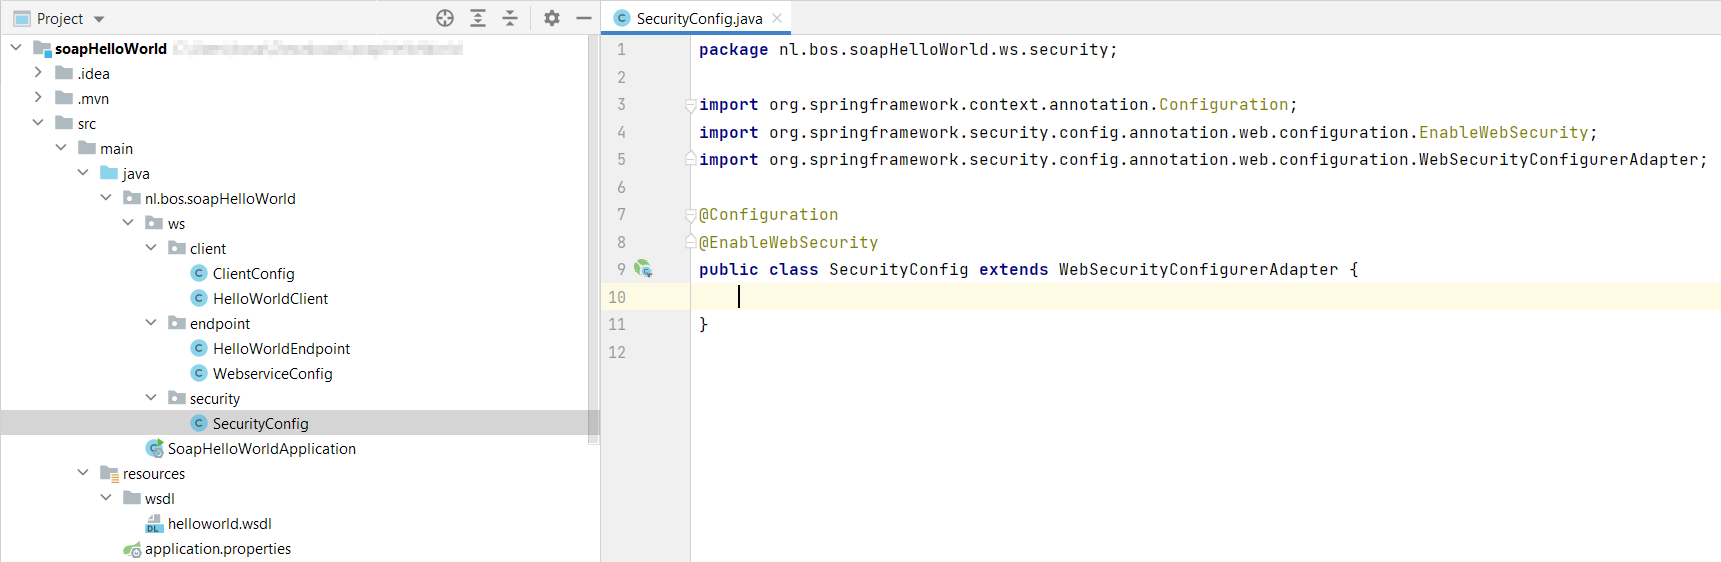 Project
soapHelloWorld
.idea
.mvn
src
main
java
nl.bos.soapHelloWorld
ws
client
ClientConfig
HelloWorldClient
endpoint
HelloWorldEndpoint
WebserviceConfig
security
SecurityConfig
SoapHelloWorldApplication
resources
wsdl
helloworld.wsdl
application.properties
SecurityConfig.java
1 package nl.bos.soapHelloWorld.ws.security;
2
3 import org.springframework.context.annotation.Configuration;
4 import org.springframework.security.config.annotation.web.configuration.EnableWebSecurity;
5 import org.springframework.security.config.annotation.web.configuration.WebSecurityConfigurerAdapter;
6
7 @Configuration
8 @EnableWebSecurity
9 public class SecurityConfig extends WebSecurityConfigurerAdapter {
10
11 }
12